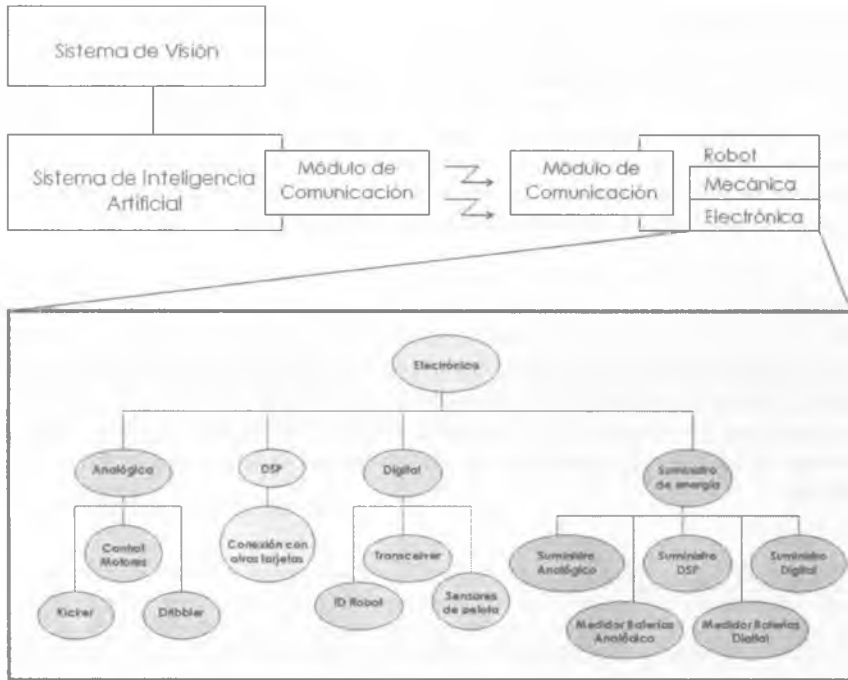 Sistema de Visión
Sistema de Inteligencia
Artificial
Módulo de
Comunicación
Módulo de
Comunicación
Robot
Mecánica
Electrónica
Electrónica
Analógica
DSP
Digital
Suministro
de energía
Control
Motores
Kicker
Dribbler
Conexión con
otras tarjetas
Transceiver
ID Robot
Sensores
de pelota
Suministro
Analógico
Suministro
DSP
Suministro
Digital
Medidor Baterías
Analógico
Medidor Baterías
Digital